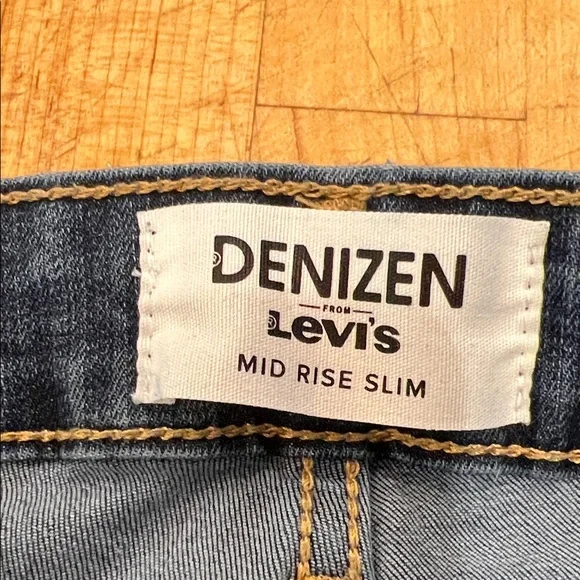 ®DENIZEN
FROM
®Levi's
MID RISE SLIM